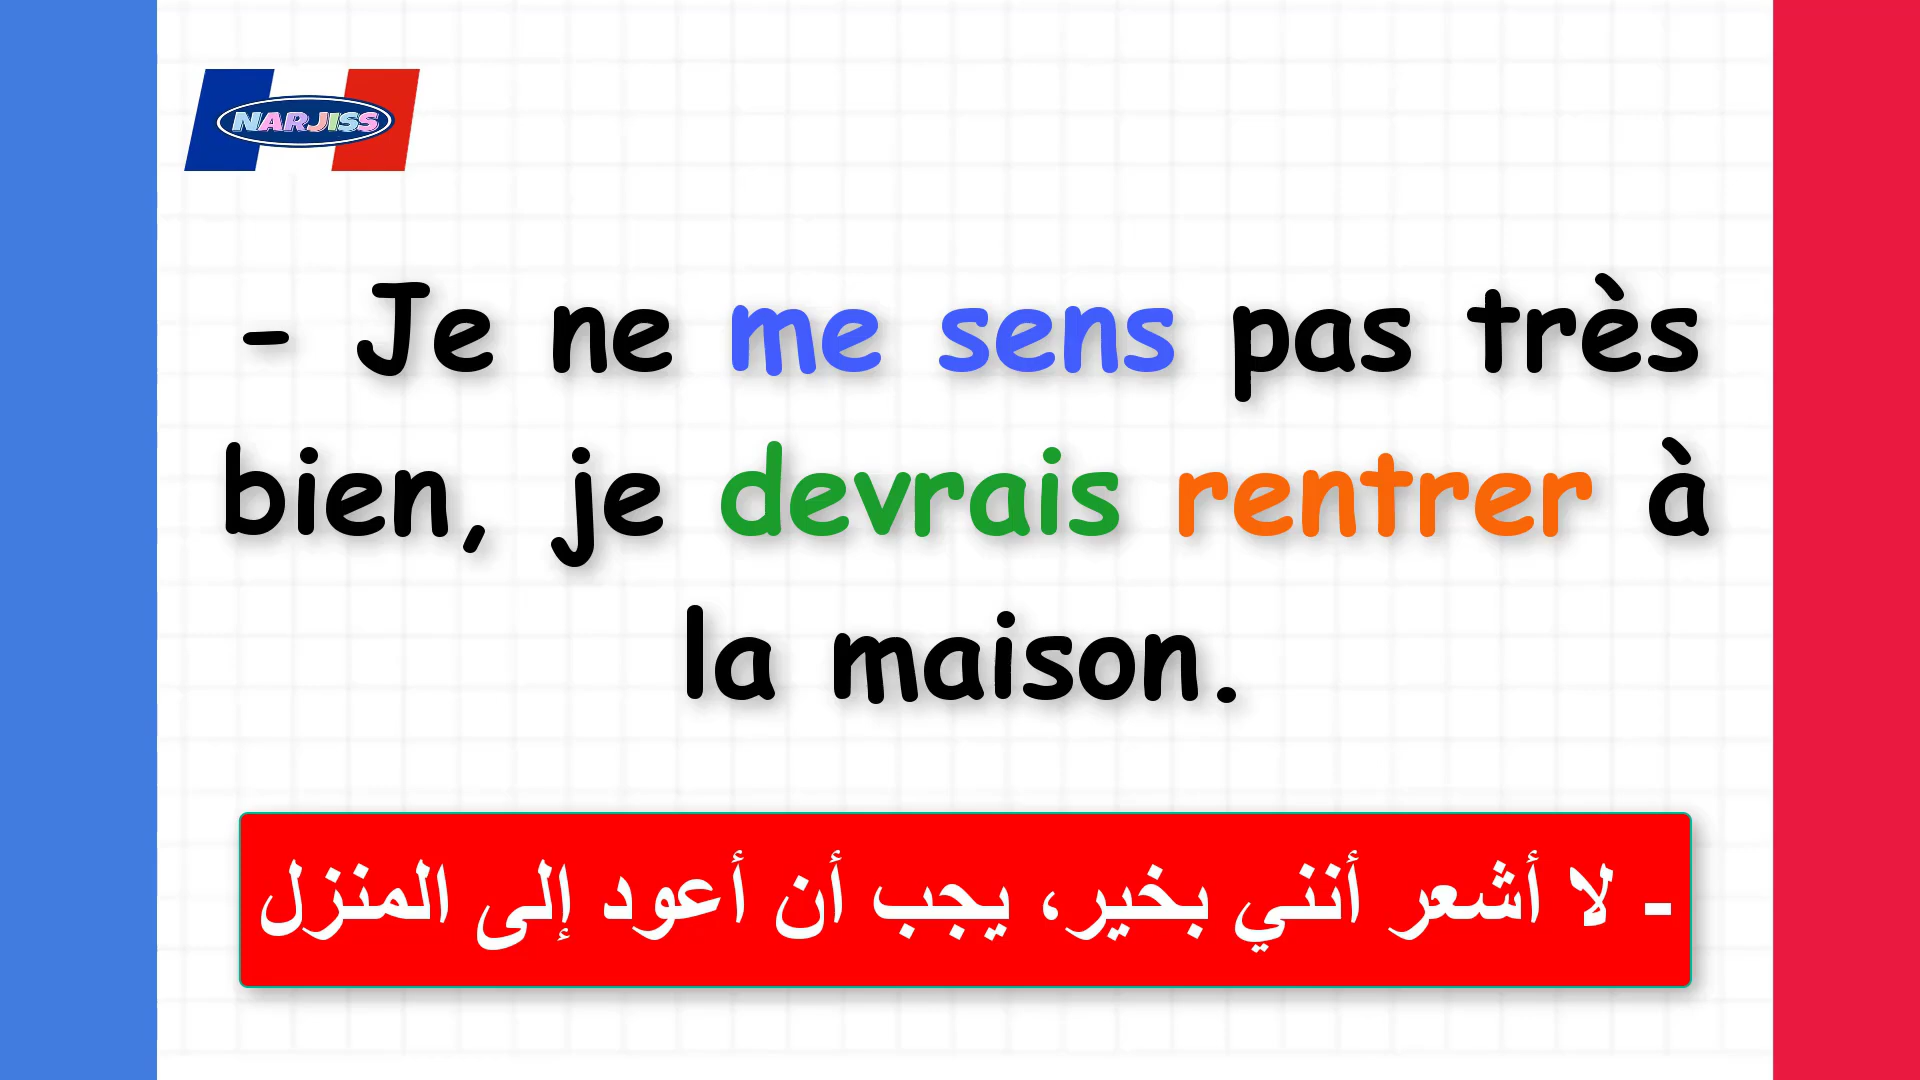 NARJISS
- Je ne me sens pas très
bien, je devrais rentrer à
la maison.
- لا أشعر أنني بخير، يجب أن أعود إلى المنزل